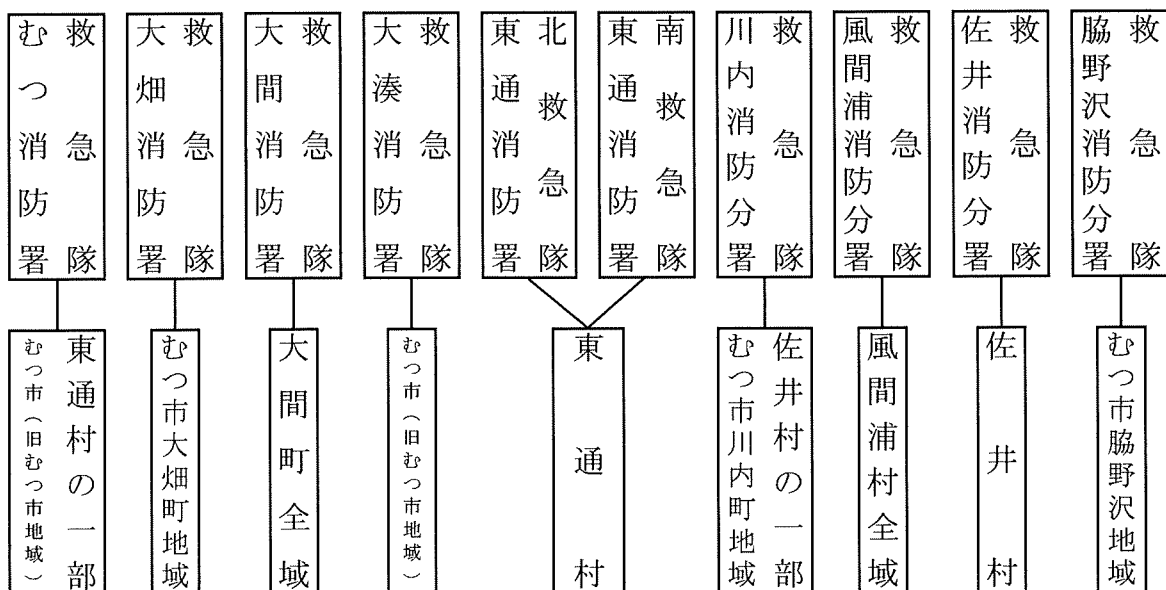 むつ消防署
救急隊
大畑消防署
救急隊
大間消防署
救急隊
大湊消防署
救急隊
東通消防署
北救急隊
東通消防署
南救急隊
川内消防分署
救急隊
風間浦消防分署
救急隊
佐井消防分署
救急隊
脇野沢消防分署
救急隊
むつ市（旧むつ市地域）
東通村の一部
むつ市大畑町地域
大間町全域
むつ市（旧むつ市地域）
東通村
むつ市川内町地域
佐井村の一部
風間浦村全域
佐井村
むつ市脇野沢地域